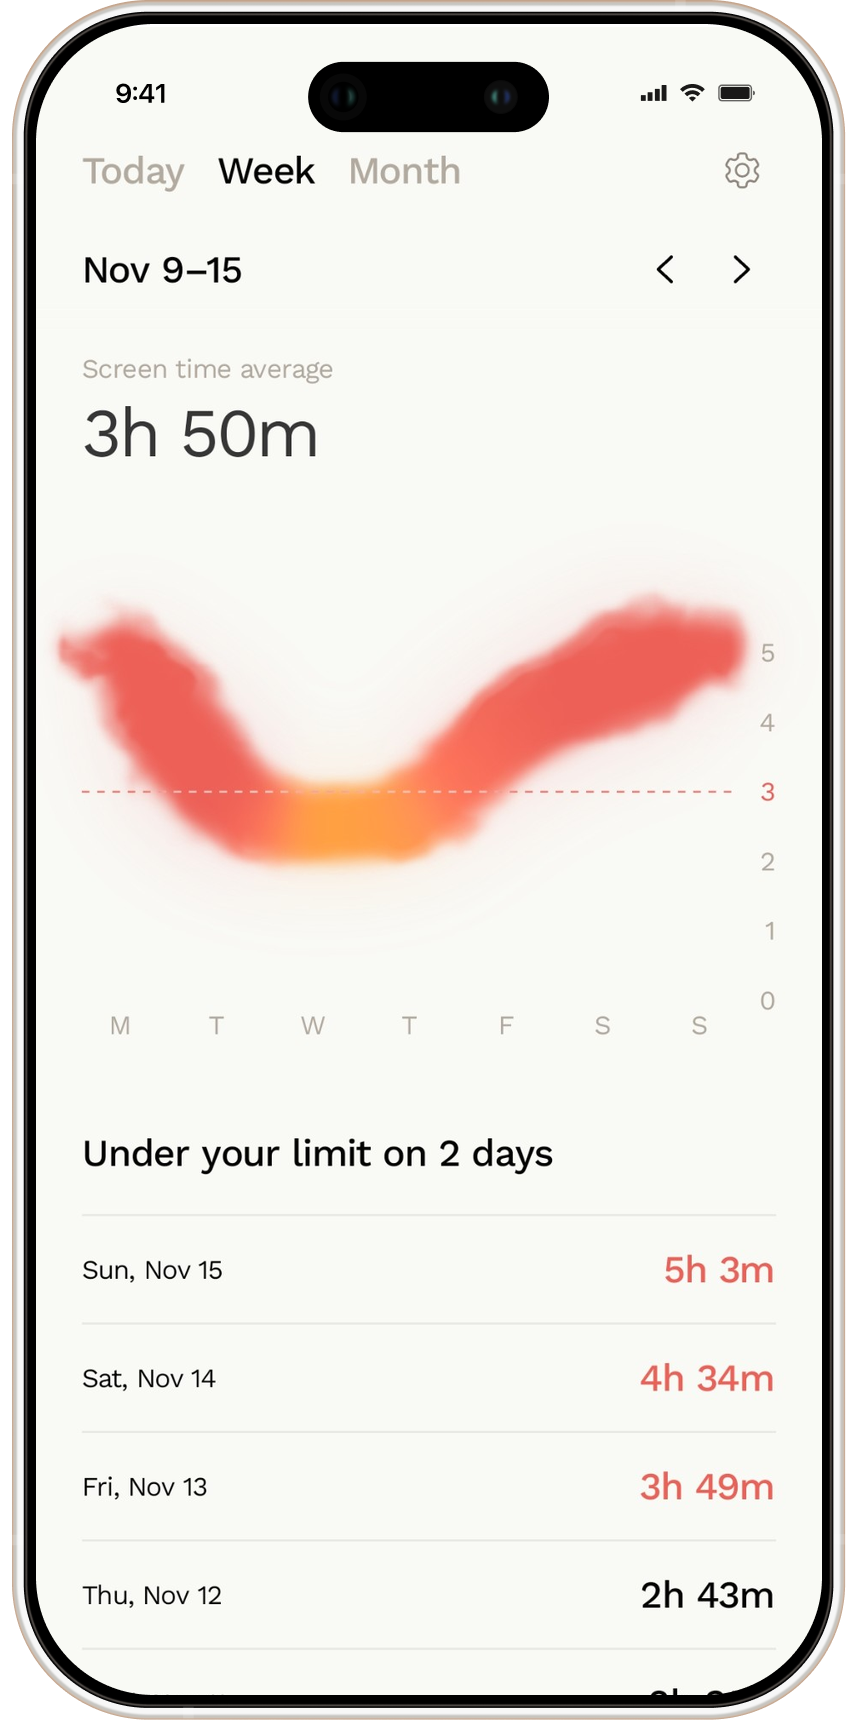 9:41
Today Week Month
Nov 9–15
Screen time average
3h 50m
5
4
3
2
1
0
M T W T F S S
Under your limit on 2 days
Sun, Nov 15 5h 3m
Sat, Nov 14 4h 34m
Fri, Nov 13 3h 49m
Thu, Nov 12 2h 43m